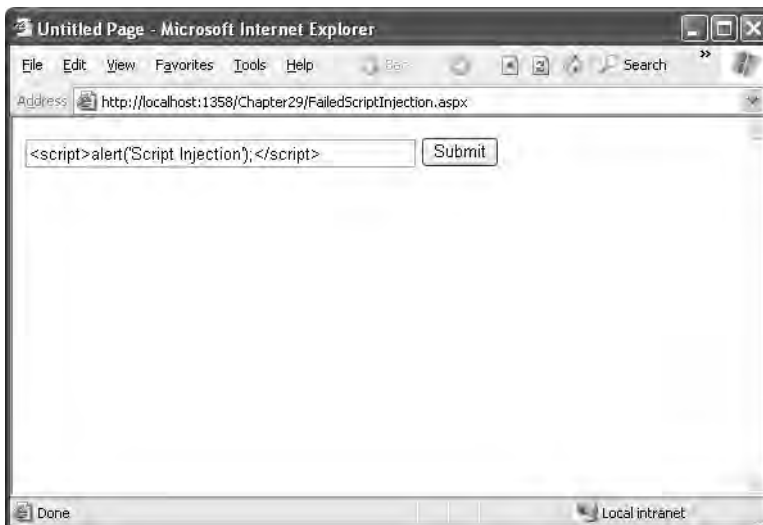 Untitled Page - Microsoft Internet Explorer
File Edit View Favorites Tools Help Back Search »
Address http://localhost:1358/Chapter29/FailedScriptInjection.aspx
<script>alert('Script Injection');</script> Submit
Done Local intranet